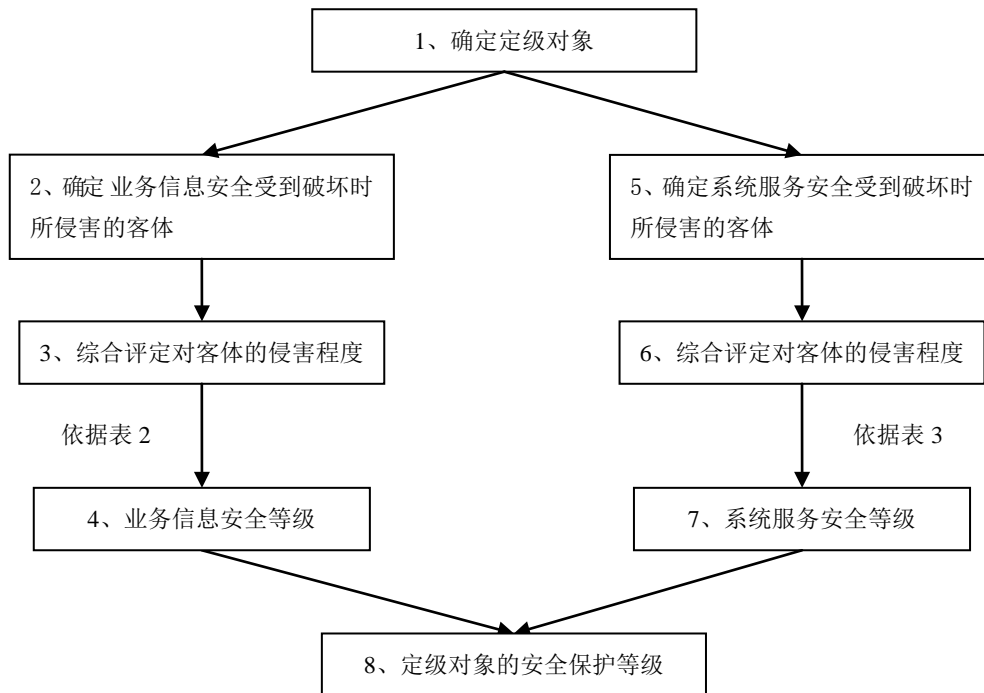 1、确定定级对象
2、确定 业务信息安全受到破坏时
所侵害的客体
5、确定系统服务安全受到破坏时
所侵害的客体
3、综合评定对客体的侵害程度
6、综合评定对客体的侵害程度
依据表 2
依据表 3
4、业务信息安全等级
7、系统服务安全等级
8、定级对象的安全保护等级